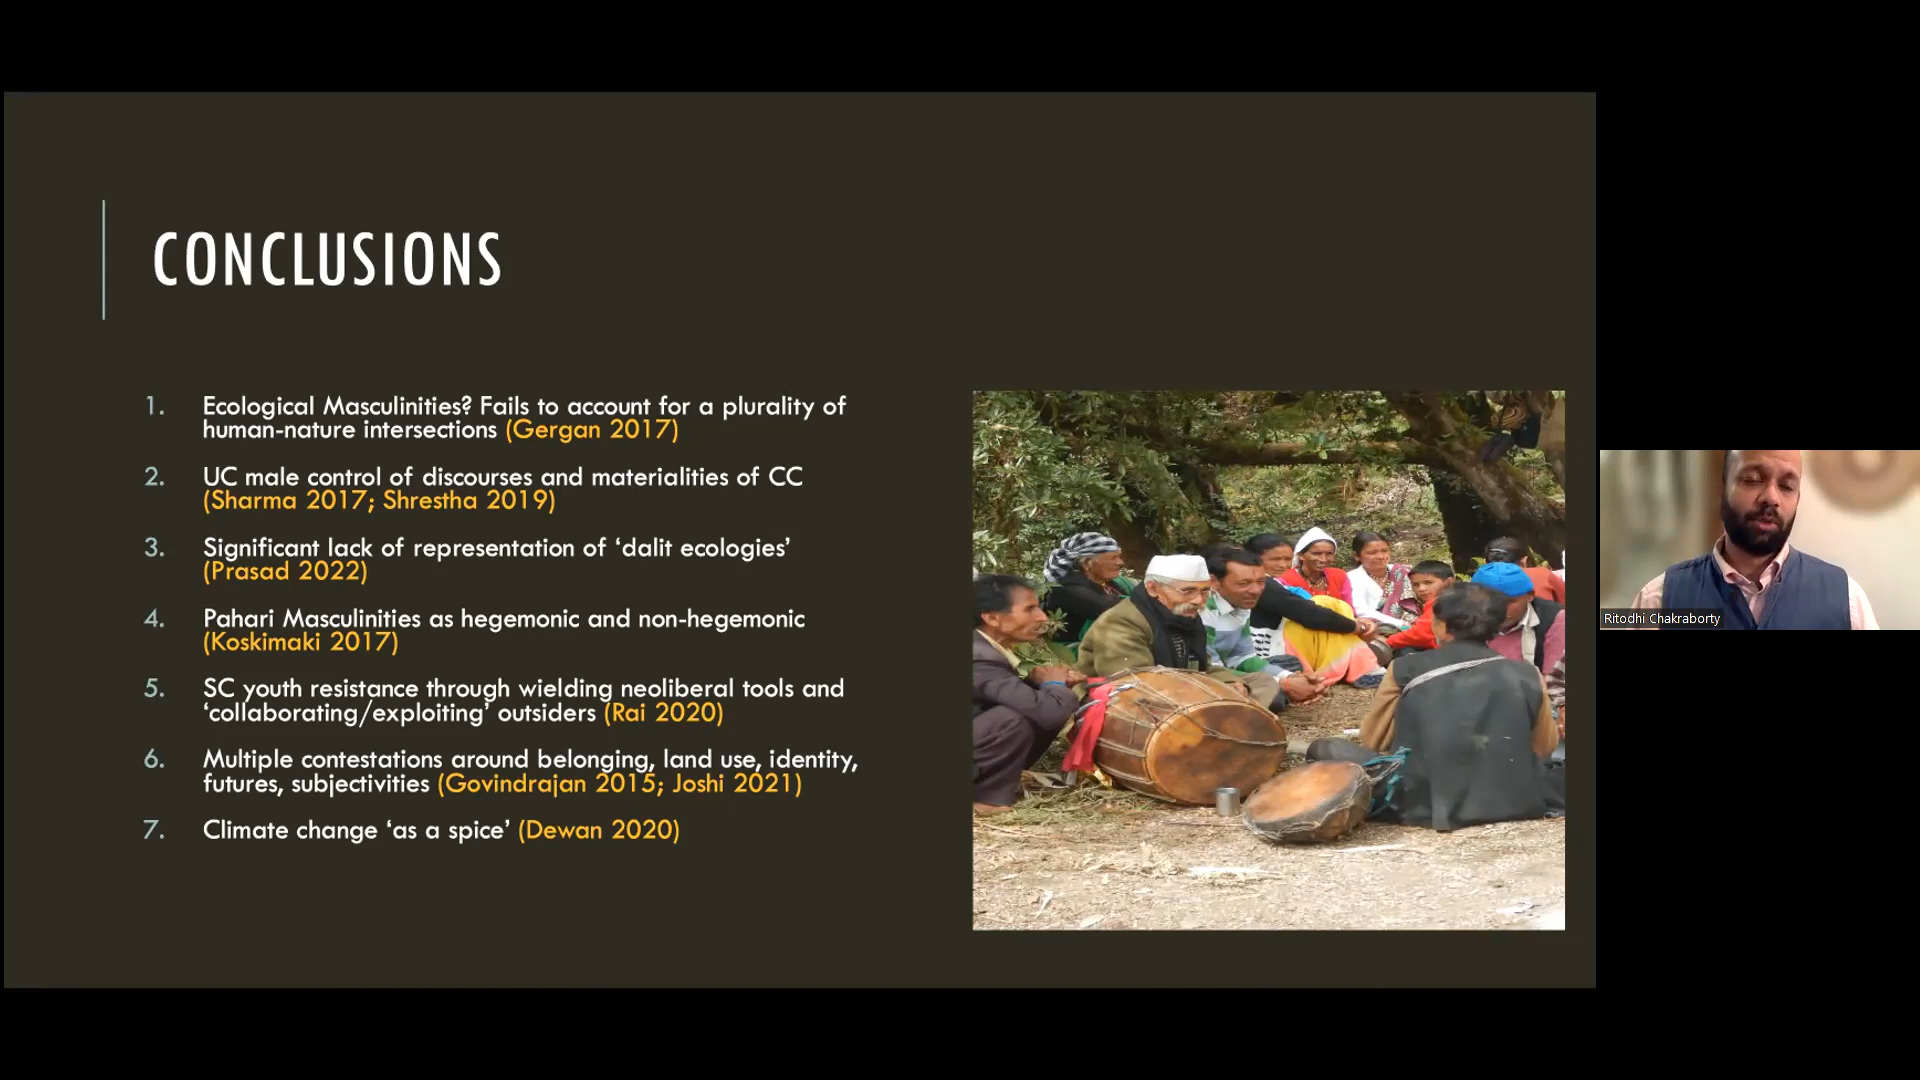 CONCLUSIONS
1. Ecological Masculinities? Fails to account for a plurality of
human-nature intersections (Gergan 2017)
2. UC male control of discourses and materialities of CC
(Sharma 2017; Shrestha 2019)
3. Significant lack of representation of ‘dalit ecologies’
(Prasad 2022)
4. Pahari Masculinities as hegemonic and non-hegemonic
(Koskimaki 2017)
5. SC youth resistance through wielding neoliberal tools and
‘collaborating/exploiting’ outsiders (Rai 2020)
6. Multiple contestations around belonging, land use, identity,
futures, subjectivities (Govindrajan 2015; Joshi 2021)
7. Climate change ‘as a spice’ (Dewan 2020)
Ritodhi Chakraborty